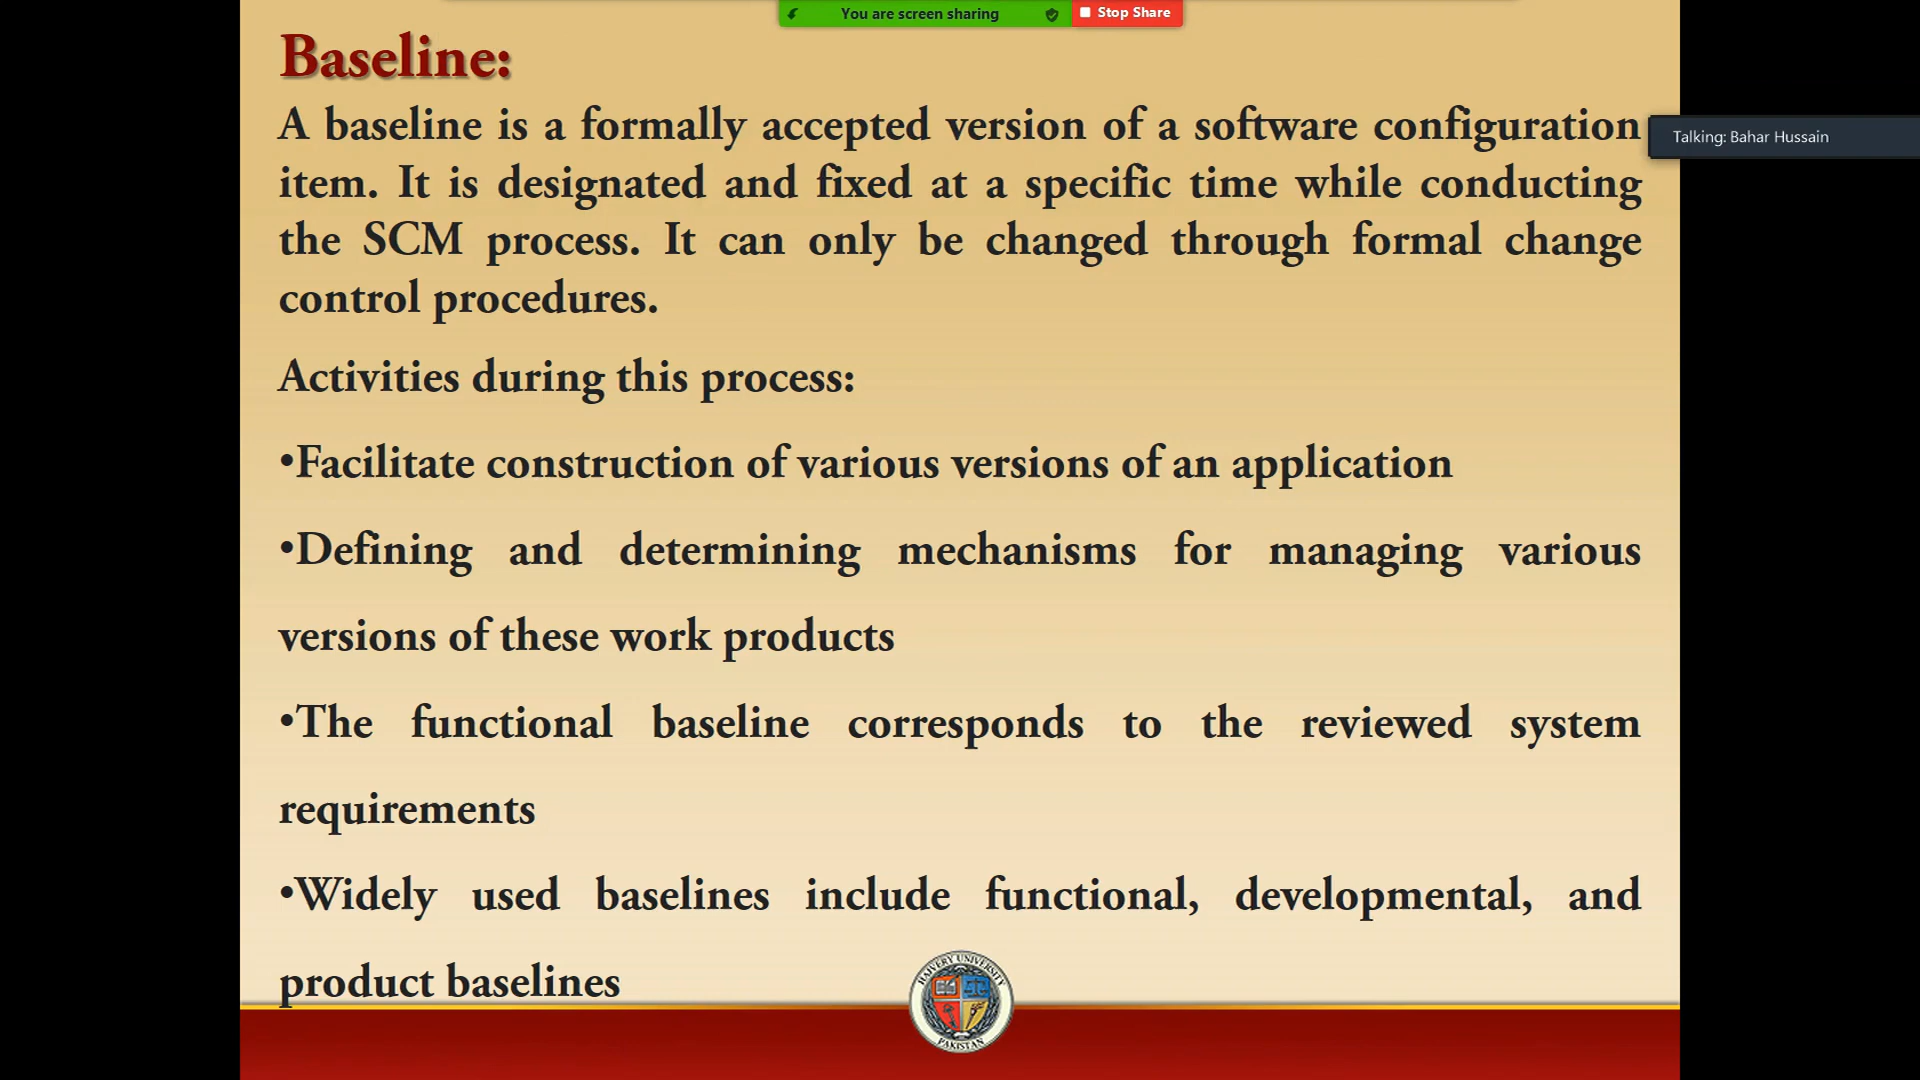 You are screen sharing
Stop Share
Baseline:
Talking: Bahar Hussain
A baseline is a formally accepted version of a software configuration
item. It is designated and fixed at a specific time while conducting
the SCM process. It can only be changed through formal change
control procedures.
Activities during this process:
•Facilitate construction of various versions of an application
•Defining and determining mechanisms for managing various
versions of these work products
•The functional baseline corresponds to the reviewed system
requirements
•Widely used baselines include functional, developmental, and
product baselines
UNIVERSITY
PAKISTAN